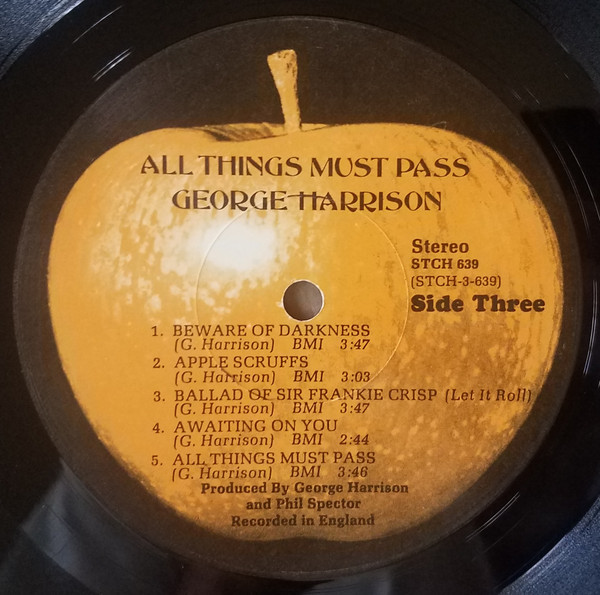 ALL THINGS MUST PASS
GEORGE HARRISON
Stereo
STCH 639
(STCH-3-639)
Side Three
1. BEWARE OF DARKNESS
(G. Harrison) BMI 3:47
2. APPLE SCRUFFS
(G. Harrison) BMI 3:03
3. BALLAD OF SIR FRANKIE CRISP (Let It Roll)
(G. Harrison) BMI 3:47
4. AWAITING ON YOU
(G. Harrison) BMI 2:44
5. ALL THINGS MUST PASS
(G. Harrison) BMI 3:46
Produced By George Harrison
and Phil Spector
Recorded in England